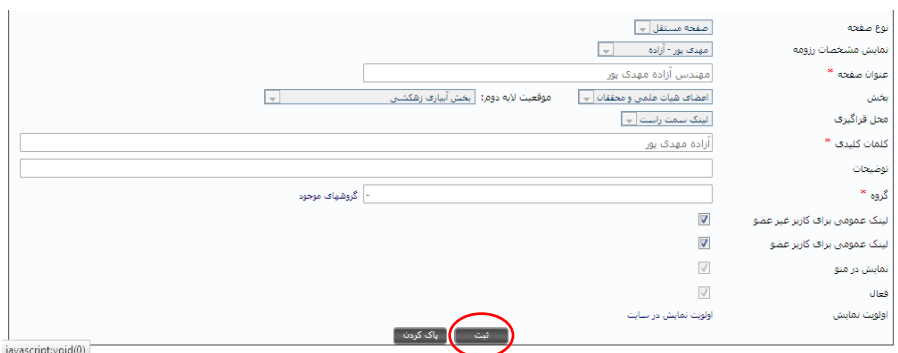 نوع صفحه صفحه مستقل
نمایش مشخصات رزومه مهدی پور - آزاده
عنوان صفحه * مهندس آزاده مهدی پور
بخش اعضای هیات علمی و محققان موقعیت لایه دوم: بخش آبیاری زهکشی
محل قراگیری لینک سمت راست
کلمات کلیدی * آزاده مهدی پور
توضیحات
گروه * - گروههای موجود
لینک عمومی برای کاربر غیر عضو
لینک عمومی برای کاربر عضو
نمایش در منو
فعال
اولویت نمایش اولویت نمایش در سایت
ثبت پاک کردن
javascript:void(0)